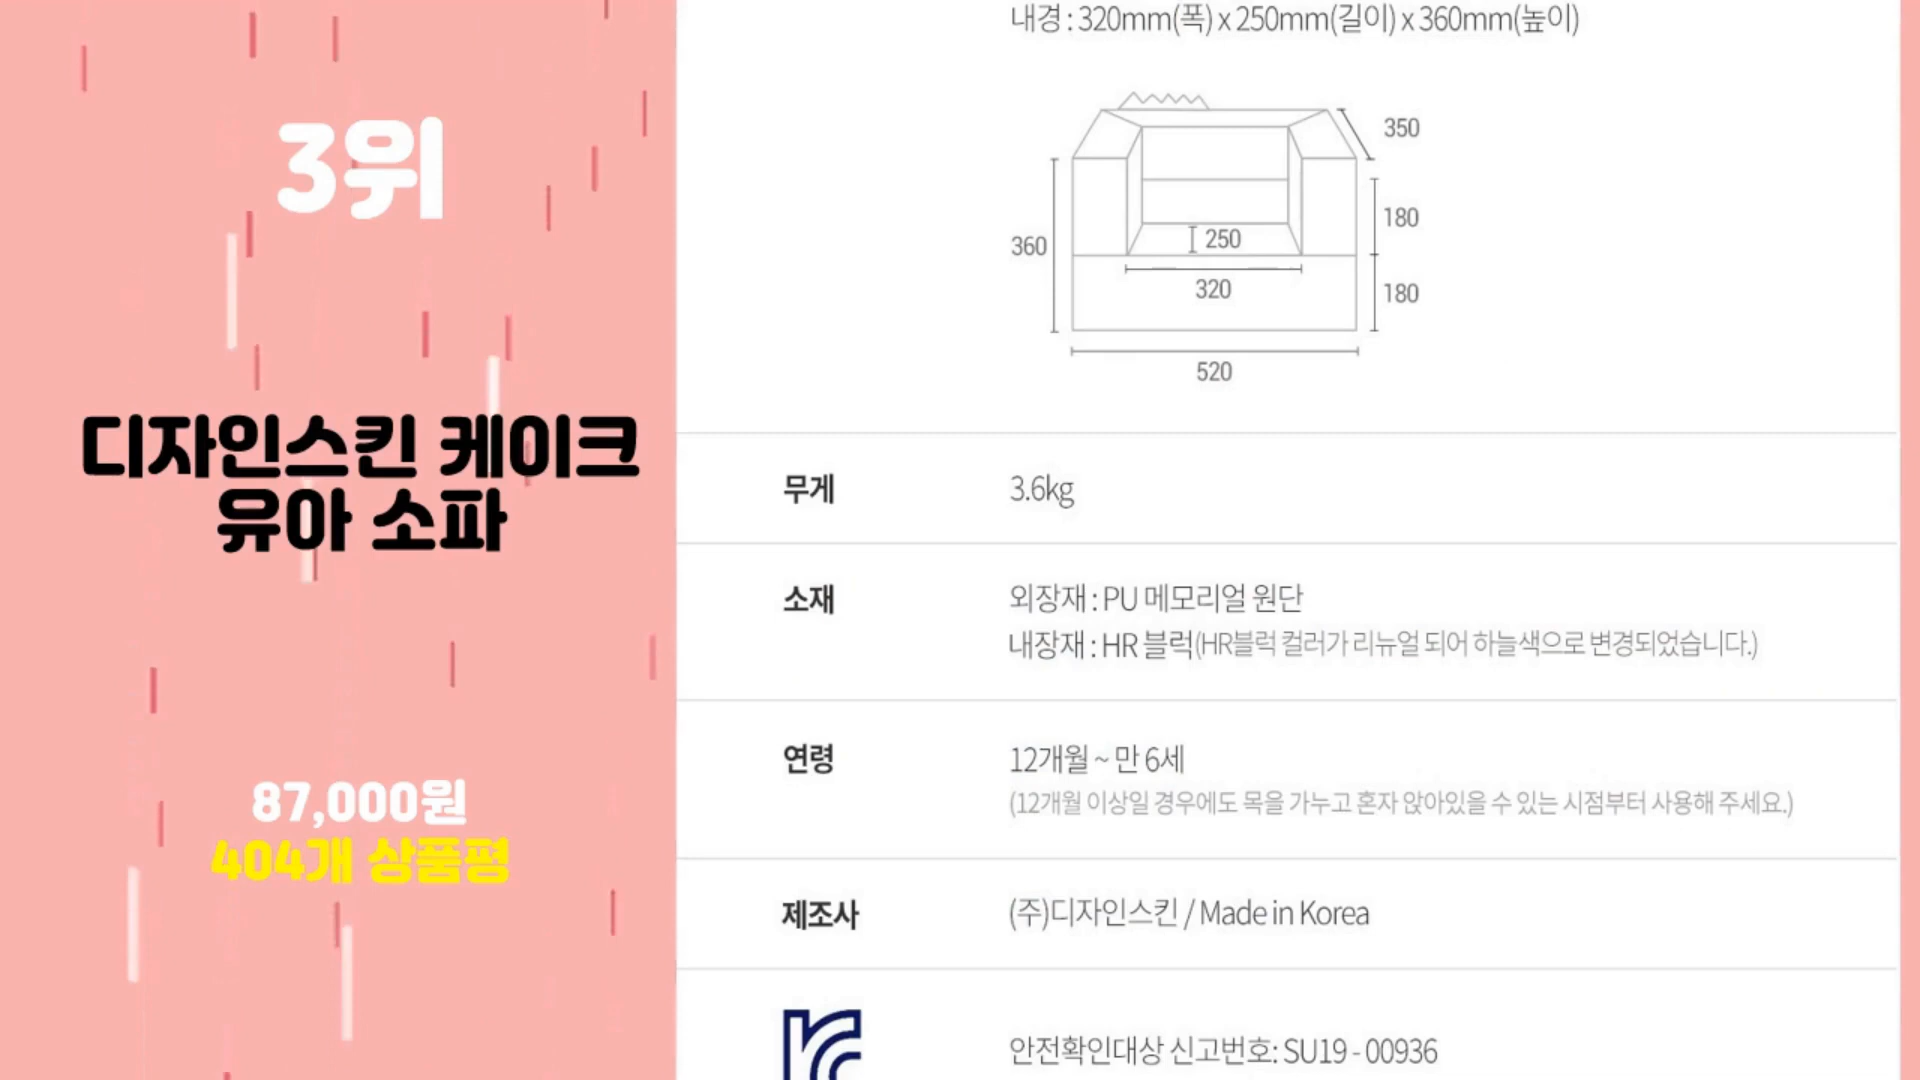 3위
디자인스킨 케이크
유아 소파
87,000원
404개 상품평
내경 : 320mm(폭) x 250mm(길이) x 360mm(높이)
350
180
250
360
320
180
520
무게
3.6kg
소재
외장재 : PU 메모리얼 원단
내장재 : HR 블럭(HR블럭 컬러가 리뉴얼 되어 하늘색으로 변경되었습니다.)
연령
12개월 ~ 만 6세
(12개월 이상일 경우에도 목을 가누고 혼자 앉아있을 수 있는 시점부터 사용해 주세요.)
제조사
(주)디자인스킨 / Made in Korea
안전확인대상 신고번호: SU19 - 00936